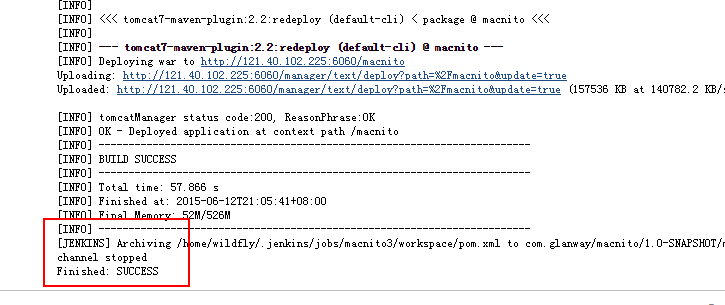 [INFO]
[INFO] <<< tomcat7-maven-plugin:2.2:redeploy (default-cli) < package @ macnito <<<
[INFO]
[INFO] --- tomcat7-maven-plugin:2.2:redeploy (default-cli) @ macnito ---
[INFO] Deploying war to http://121.40.102.225:6060/macnito
Uploading: http://121.40.102.225:6060/manager/text/deploy?path=%2Fmacnito&update=true
Uploaded: http://121.40.102.225:6060/manager/text/deploy?path=%2Fmacnito&update=true (157536 KB at 140782.2 KB/s
[INFO] tomcatManager status code:200, ReasonPhrase:OK
[INFO] OK - Deployed application at context path /macnito
[INFO] ------------------------------------------------------------------------
[INFO] BUILD SUCCESS
[INFO] ------------------------------------------------------------------------
[INFO] Total time: 57.866 s
[INFO] Finished at: 2015-06-12T21:05:41+08:00
[INFO] Final Memory: 52M/526M
[INFO] ------------------------------------------------------------------------
[JENKINS] Archiving /home/wildfly/.jenkins/jobs/macnito3/workspace/pom.xml to com.glanway/macnito/1.0-SNAPSHOT/
channel stopped
Finished: SUCCESS